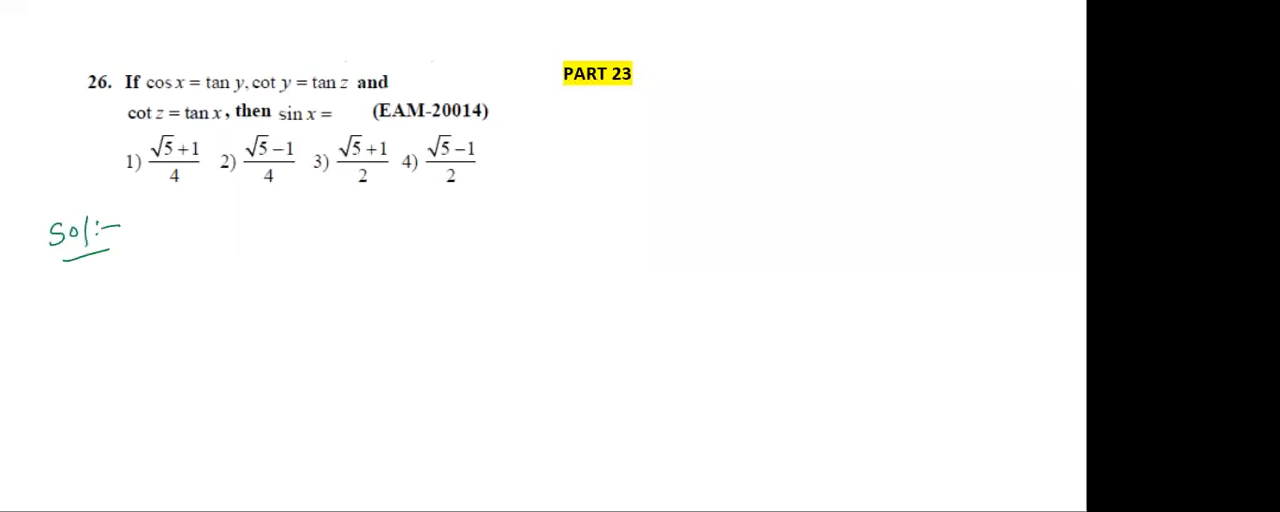 26. If cos x = tan y, cot y = tan z and
PART 23
cot z = tan x, then sin x = (EAM-20014)
1) (√5+1)/4 2) (√5−1)/4 3) (√5+1)/2 4) (√5−1)/2
Sol:-